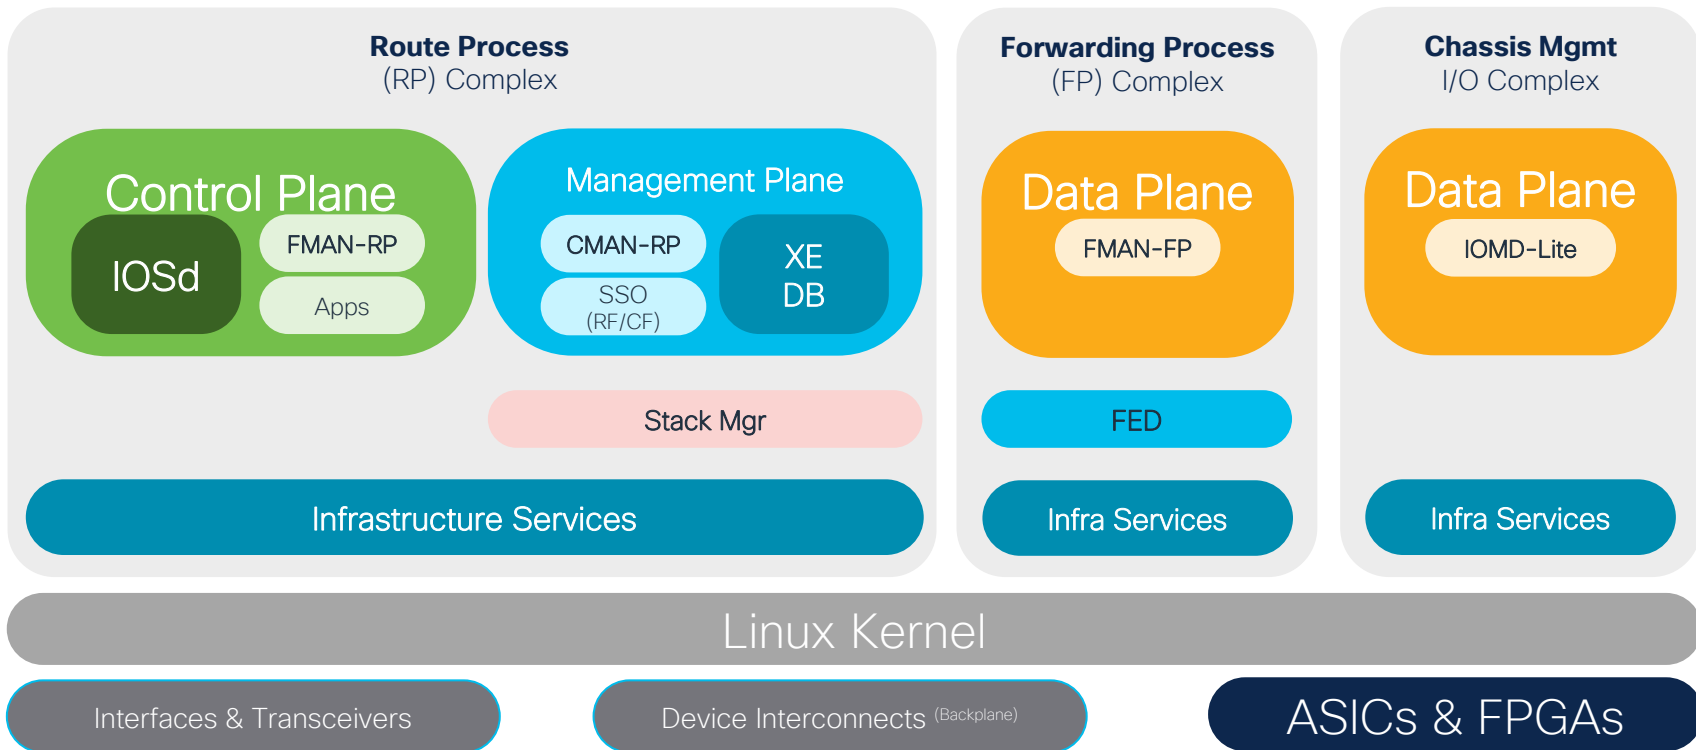 Route Process
(RP) Complex
Control Plane
IOSd
FMAN-RP
Apps
Management Plane
CMAN-RP
SSO
(RF/CF)
XE
DB
Stack Mgr
Infrastructure Services
Forwarding Process
(FP) Complex
Data Plane
FMAN-FP
FED
Infra Services
Chassis Mgmt
I/O Complex
Data Plane
IOMD-Lite
Infra Services
Linux Kernel
Interfaces & Transceivers
Device Interconnects (Backplane)
ASICs & FPGAs